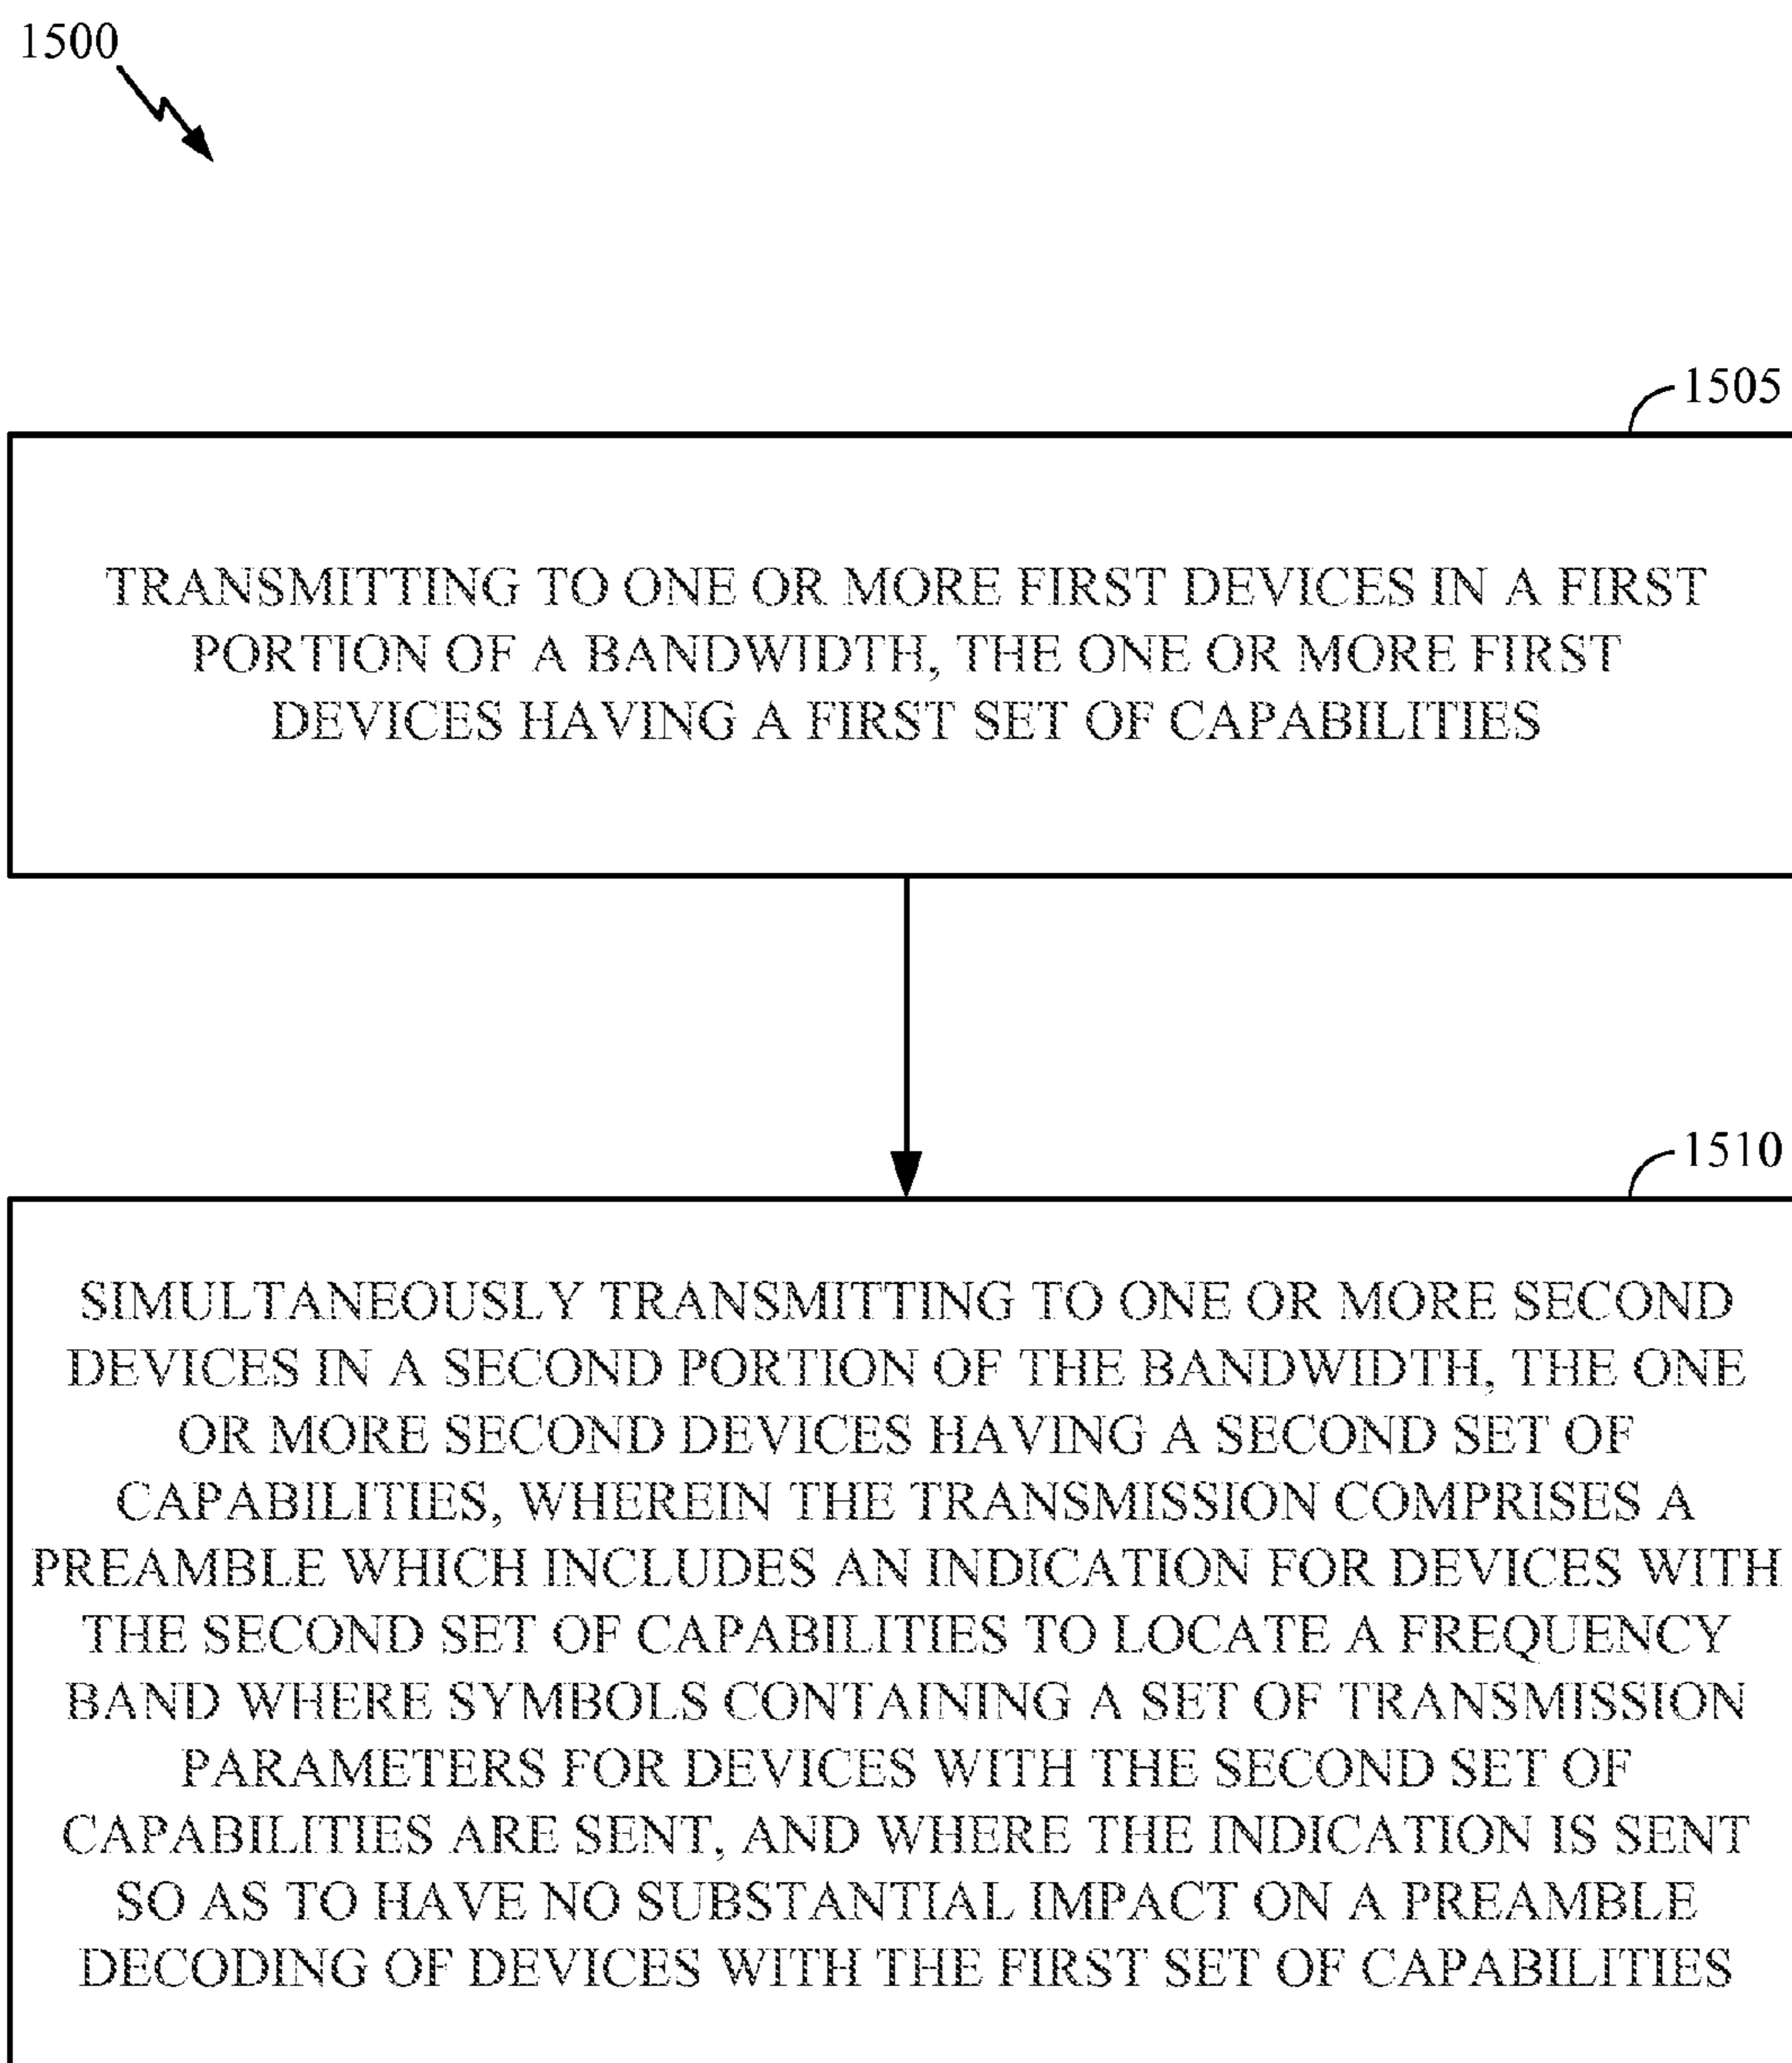 1500
1505
TRANSMITTING TO ONE OR MORE FIRST DEVICES IN A FIRST
PORTION OF A BANDWIDTH, THE ONE OR MORE FIRST
DEVICES HAVING A FIRST SET OF CAPABILITIES
1510
SIMULTANEOUSLY TRANSMITTING TO ONE OR MORE SECOND
DEVICES IN A SECOND PORTION OF THE BANDWIDTH, THE ONE
OR MORE SECOND DEVICES HAVING A SECOND SET OF
CAPABILITIES, WHEREIN THE TRANSMISSION COMPRISES A
PREAMBLE WHICH INCLUDES AN INDICATION FOR DEVICES WITH
THE SECOND SET OF CAPABILITIES TO LOCATE A FREQUENCY
BAND WHERE SYMBOLS CONTAINING A SET OF TRANSMISSION
PARAMETERS FOR DEVICES WITH THE SECOND SET OF
CAPABILITIES ARE SENT, AND WHERE THE INDICATION IS SENT
SO AS TO HAVE NO SUBSTANTIAL IMPACT ON A PREAMBLE
DECODING OF DEVICES WITH THE FIRST SET OF CAPABILITIES